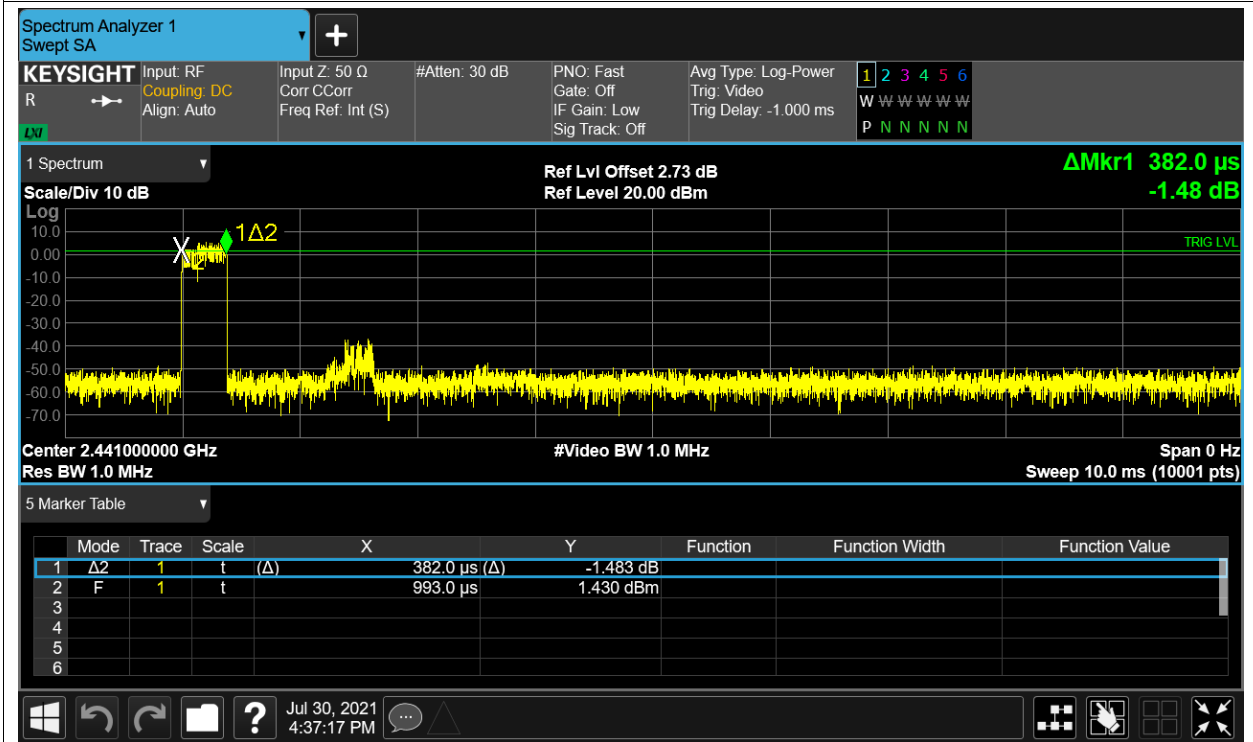 Spectrum Analyzer 1
Swept SA
KEYSIGHT
R
LXI
Input: RF
Coupling: DC
Align: Auto
Input Z: 50 Ω
Corr CCorr
Freq Ref: Int (S)
#Atten: 30 dB
PNO: Fast
Gate: Off
IF Gain: Low
Sig Track: Off
Avg Type: Log-Power
Trig: Video
Trig Delay: -1.000 ms
1 2 3 4 5 6
W W W W W W
P N N N N N
1 Spectrum
Scale/Div 10 dB
Ref Lvl Offset 2.73 dB
Ref Level 20.00 dBm
ΔMkr1 382.0 µs
-1.48 dB
Log
10.0
0.00
-10.0
-20.0
-30.0
-40.0
-50.0
-60.0
-70.0
X
1Δ2
TRIG LVL
Center 2.441000000 GHz
Res BW 1.0 MHz
#Video BW 1.0 MHz
Span 0 Hz
Sweep 10.0 ms (10001 pts)
5 Marker Table
Mode Trace Scale X Y Function Function Width Function Value
1 Δ2 1 t (Δ) 382.0 µs (Δ) -1.483 dB
2 F 1 t 993.0 µs 1.430 dBm
3
4
5
6
?
Jul 30, 2021
4:37:17 PM